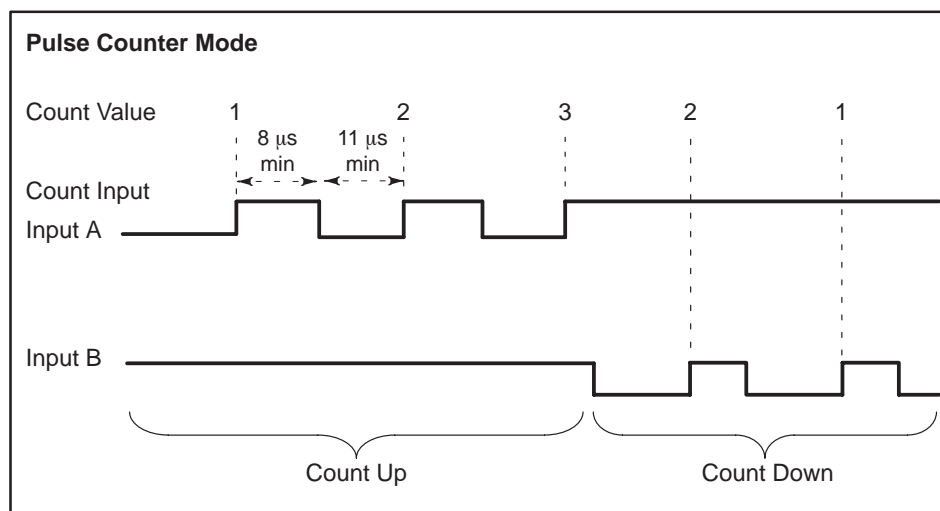 Pulse Counter Mode
Count Value 1 2 3 2 1
8 μs min 11 μs min
Count Input
Input A
Input B
Count Up Count Down